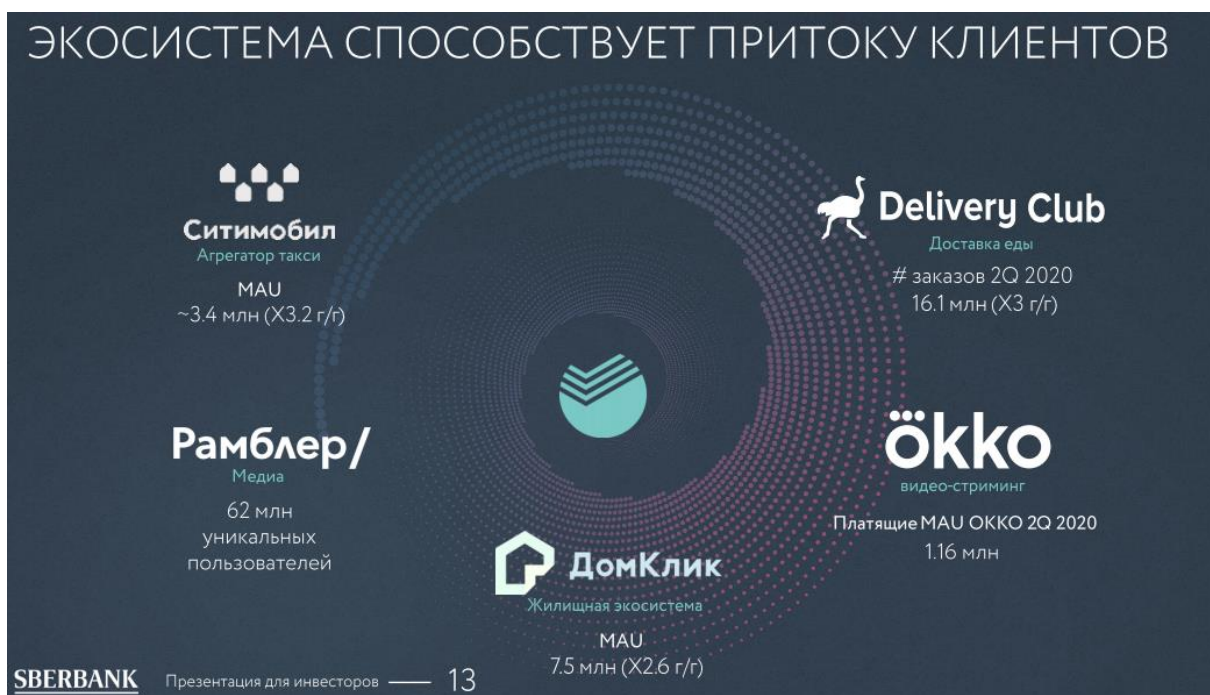 ЭКОСИСТЕМА СПОСОБСТВУЕТ ПРИТОКУ КЛИЕНТОВ
Ситимобил
Агрегатор такси
MAU
~3.4 млн (X3.2 г/г)
Delivery Club
Доставка еды
# заказов 2Q 2020
16.1 млн (X3 г/г)
Рамблер/
Медиа
62 млн
уникальных
пользователей
ökko
видео-стриминг
Платящие MAU ОККО 2Q 2020
1.16 млн
ДомКлик
Жилищная экосистема
MAU
7.5 млн (X2.6 г/г)
SBERBANK Презентация для инвесторов —— 13